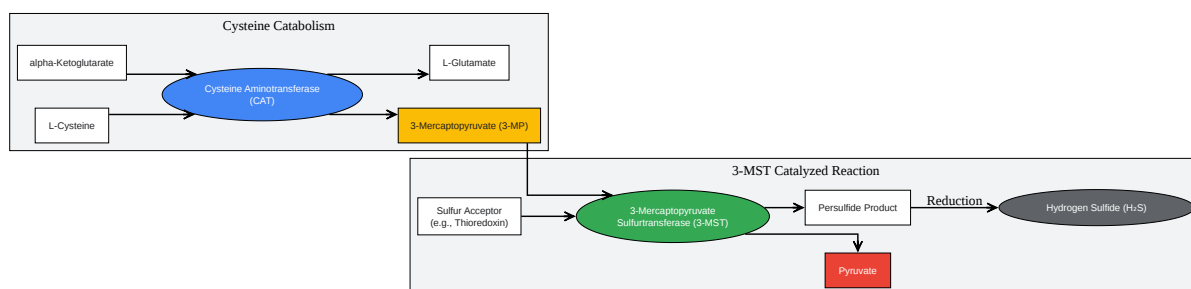 Cysteine Catabolism
alpha-Ketoglutarate
L-Glutamate
Cysteine Aminotransferase
(CAT)
L-Cysteine
3-Mercaptopyruvate (3-MP)
3-MST Catalyzed Reaction
Sulfur Acceptor
(e.g., Thioredoxin)
3-Mercaptopyruvate
Sulfurtransferase (3-MST)
Persulfide Product
Reduction
Hydrogen Sulfide (H₂S)
Pyruvate